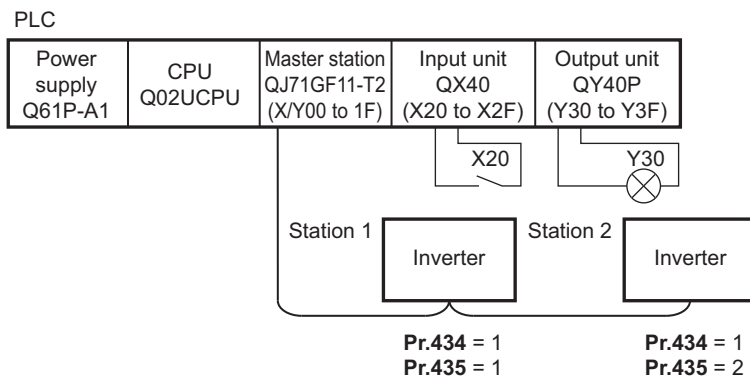 PLC
Power
supply
Q61P-A1
CPU
Q02UCPU
Master station
QJ71GF11-T2
(X/Y00 to 1F)
Input unit
QX40
(X20 to X2F)
Output unit
QY40P
(Y30 to Y3F)
X20
Y30
Station 1
Inverter
Station 2
Inverter
Pr.434 = 1
Pr.435 = 1
Pr.434 = 1
Pr.435 = 2